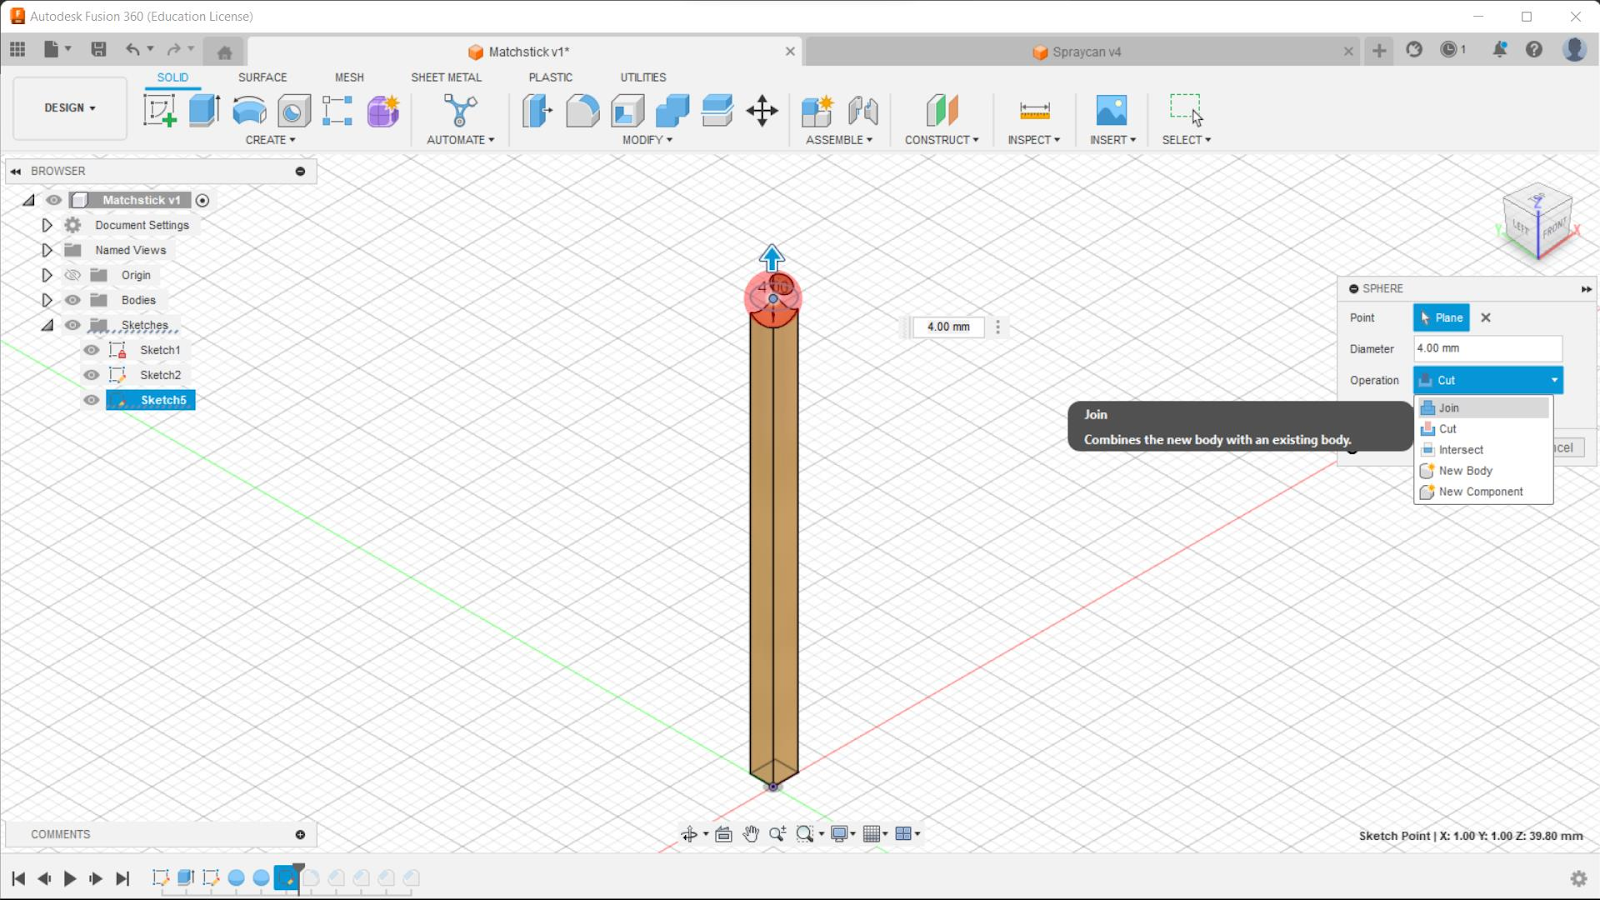 Autodesk Fusion 360 (Education License)
Matchstick v1*
Spraycan v4
1
SOLID
SURFACE
MESH
SHEET METAL
PLASTIC
UTILITIES
DESIGN
CREATE
AUTOMATE
MODIFY
ASSEMBLE
CONSTRUCT
INSPECT
INSERT
SELECT
BROWSER
Matchstick v1
Document Settings
Named Views
Origin
Bodies
Sketches
Sketch1
Sketch2
Sketch5
4.00
4.00 mm
Z
LEFT
FRONT
Y
X
SPHERE
Point
Plane
Diameter
4.00 mm
Operation
Cut
Join
Cut
Intersect
New Body
New Component
Join
Combines the new body with an existing body.
COMMENTS
Sketch Point | X: 1.00 Y: 1.00 Z: 39.80 mm